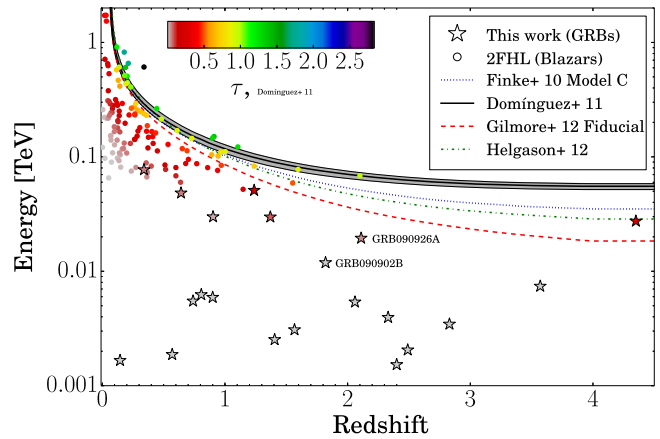 1
0.1
0.01
0.001
Energy [TeV]
0.5 1.0 1.5 2.0 2.5
τ, Domínguez+ 11
This work (GRBs)
2FHL (Blazars)
Finke+ 10 Model C
Domínguez+ 11
Gilmore+ 12 Fiducial
Helgason+ 12
GRB090926A
GRB090902B
0 1 2 3 4
Redshift